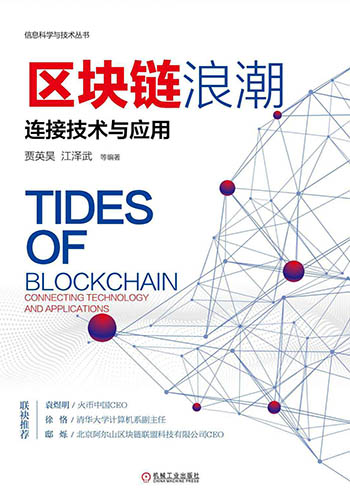 信息科学与技术丛书
区块链浪潮
连接技术与应用
贾英昊 江泽武 等编著
TIDES
OF
BLOCKCHAIN
CONNECTING TECHNOLOGY
AND APPLICATIONS
联袂推荐
袁煜明/火币中国CEO
徐 恪/清华大学计算机系副主任
邸 烁/北京阿尔山区块链联盟科技有限公司CEO
机械工业出版社
CHINA MACHINE PRESS